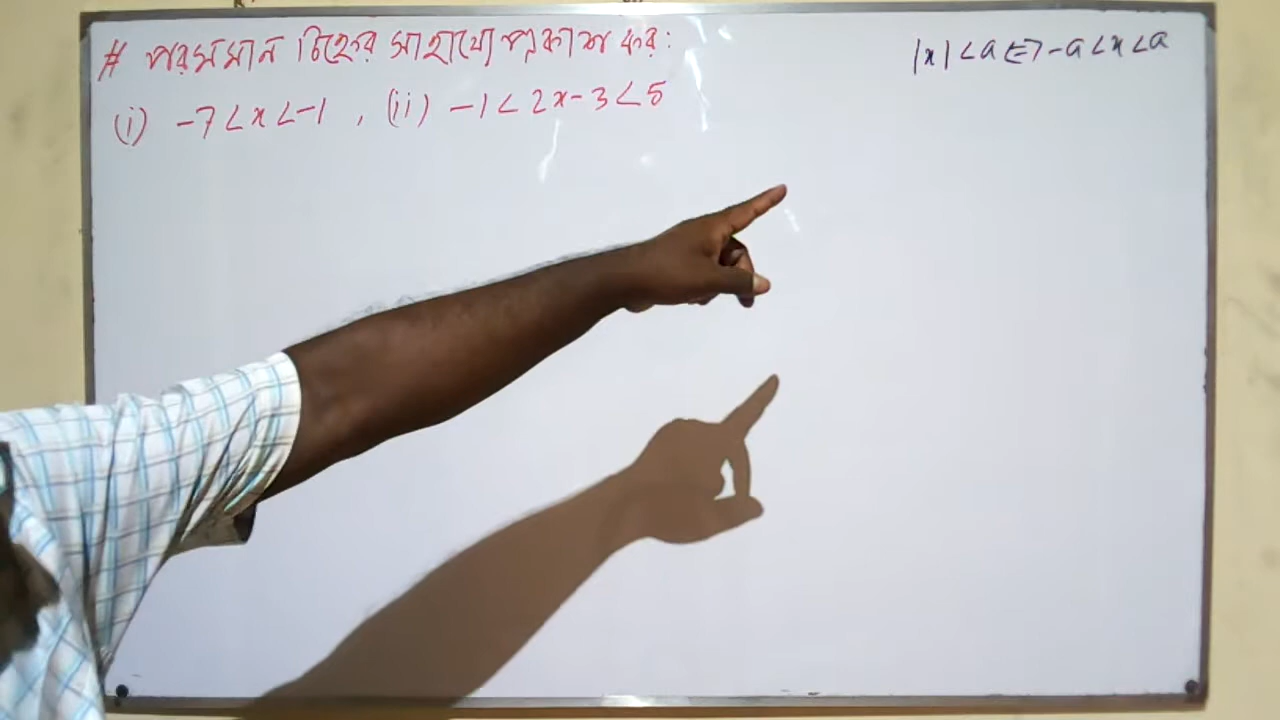 # পরমমান চিহ্নের সাহায্যে প্রকাশ কর:
(i) -7<x<-1 , (ii) -1<2x-3<5
|x|<a⇔-a<x<a